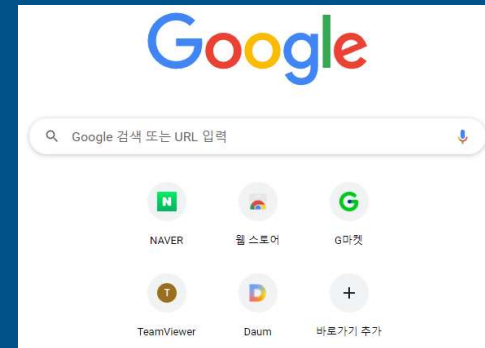 Google
Google 검색 또는 URL 입력
N
G
NAVER
웹 스토어
G마켓
T
D
TeamViewer
Daum
바로가기 추가